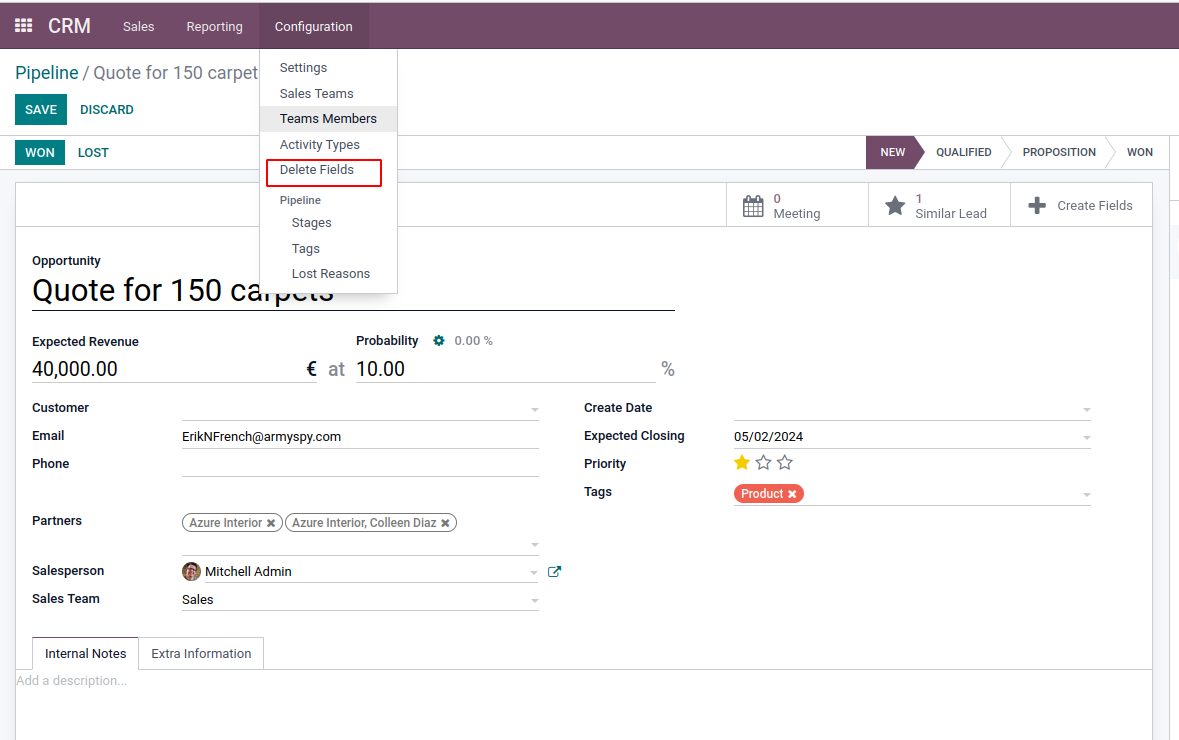 CRM Sales Reporting Configuration
Pipeline / Quote for 150 carpet
Settings
Sales Teams
Teams Members
Activity Types
Delete Fields
Pipeline
Stages
Tags
Lost Reasons
SAVE DISCARD
WON LOST
NEW QUALIFIED PROPOSITION WON
0
Meeting
1
Similar Lead
Create Fields
Opportunity
Quote for 150 carpets
Expected Revenue
40,000.00 € at
Probability 0.00 %
10.00 %
Customer
Email ErikNFrench@armyspy.com
Phone
Partners Azure Interior ✖ Azure Interior, Colleen Diaz ✖
Salesperson Mitchell Admin
Sales Team Sales
Create Date
Expected Closing 05/02/2024
Priority
Tags Product ✖
Internal Notes Extra Information
Add a description...